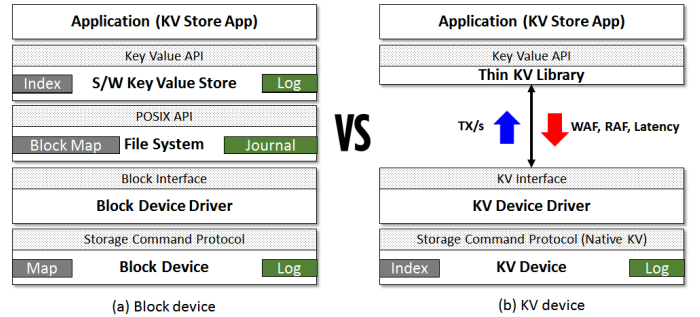 Application (KV Store App)
Key Value API
Index S/W Key Value Store Log
POSIX API
Block Map File System Journal
Block Interface
Block Device Driver
Storage Command Protocol
Map Block Device Log
(a) Block device
VS
Application (KV Store App)
Key Value API
Thin KV Library
TX/s WAF, RAF, Latency
KV Interface
KV Device Driver
Storage Command Protocol (Native KV)
Index KV Device Log
(b) KV device